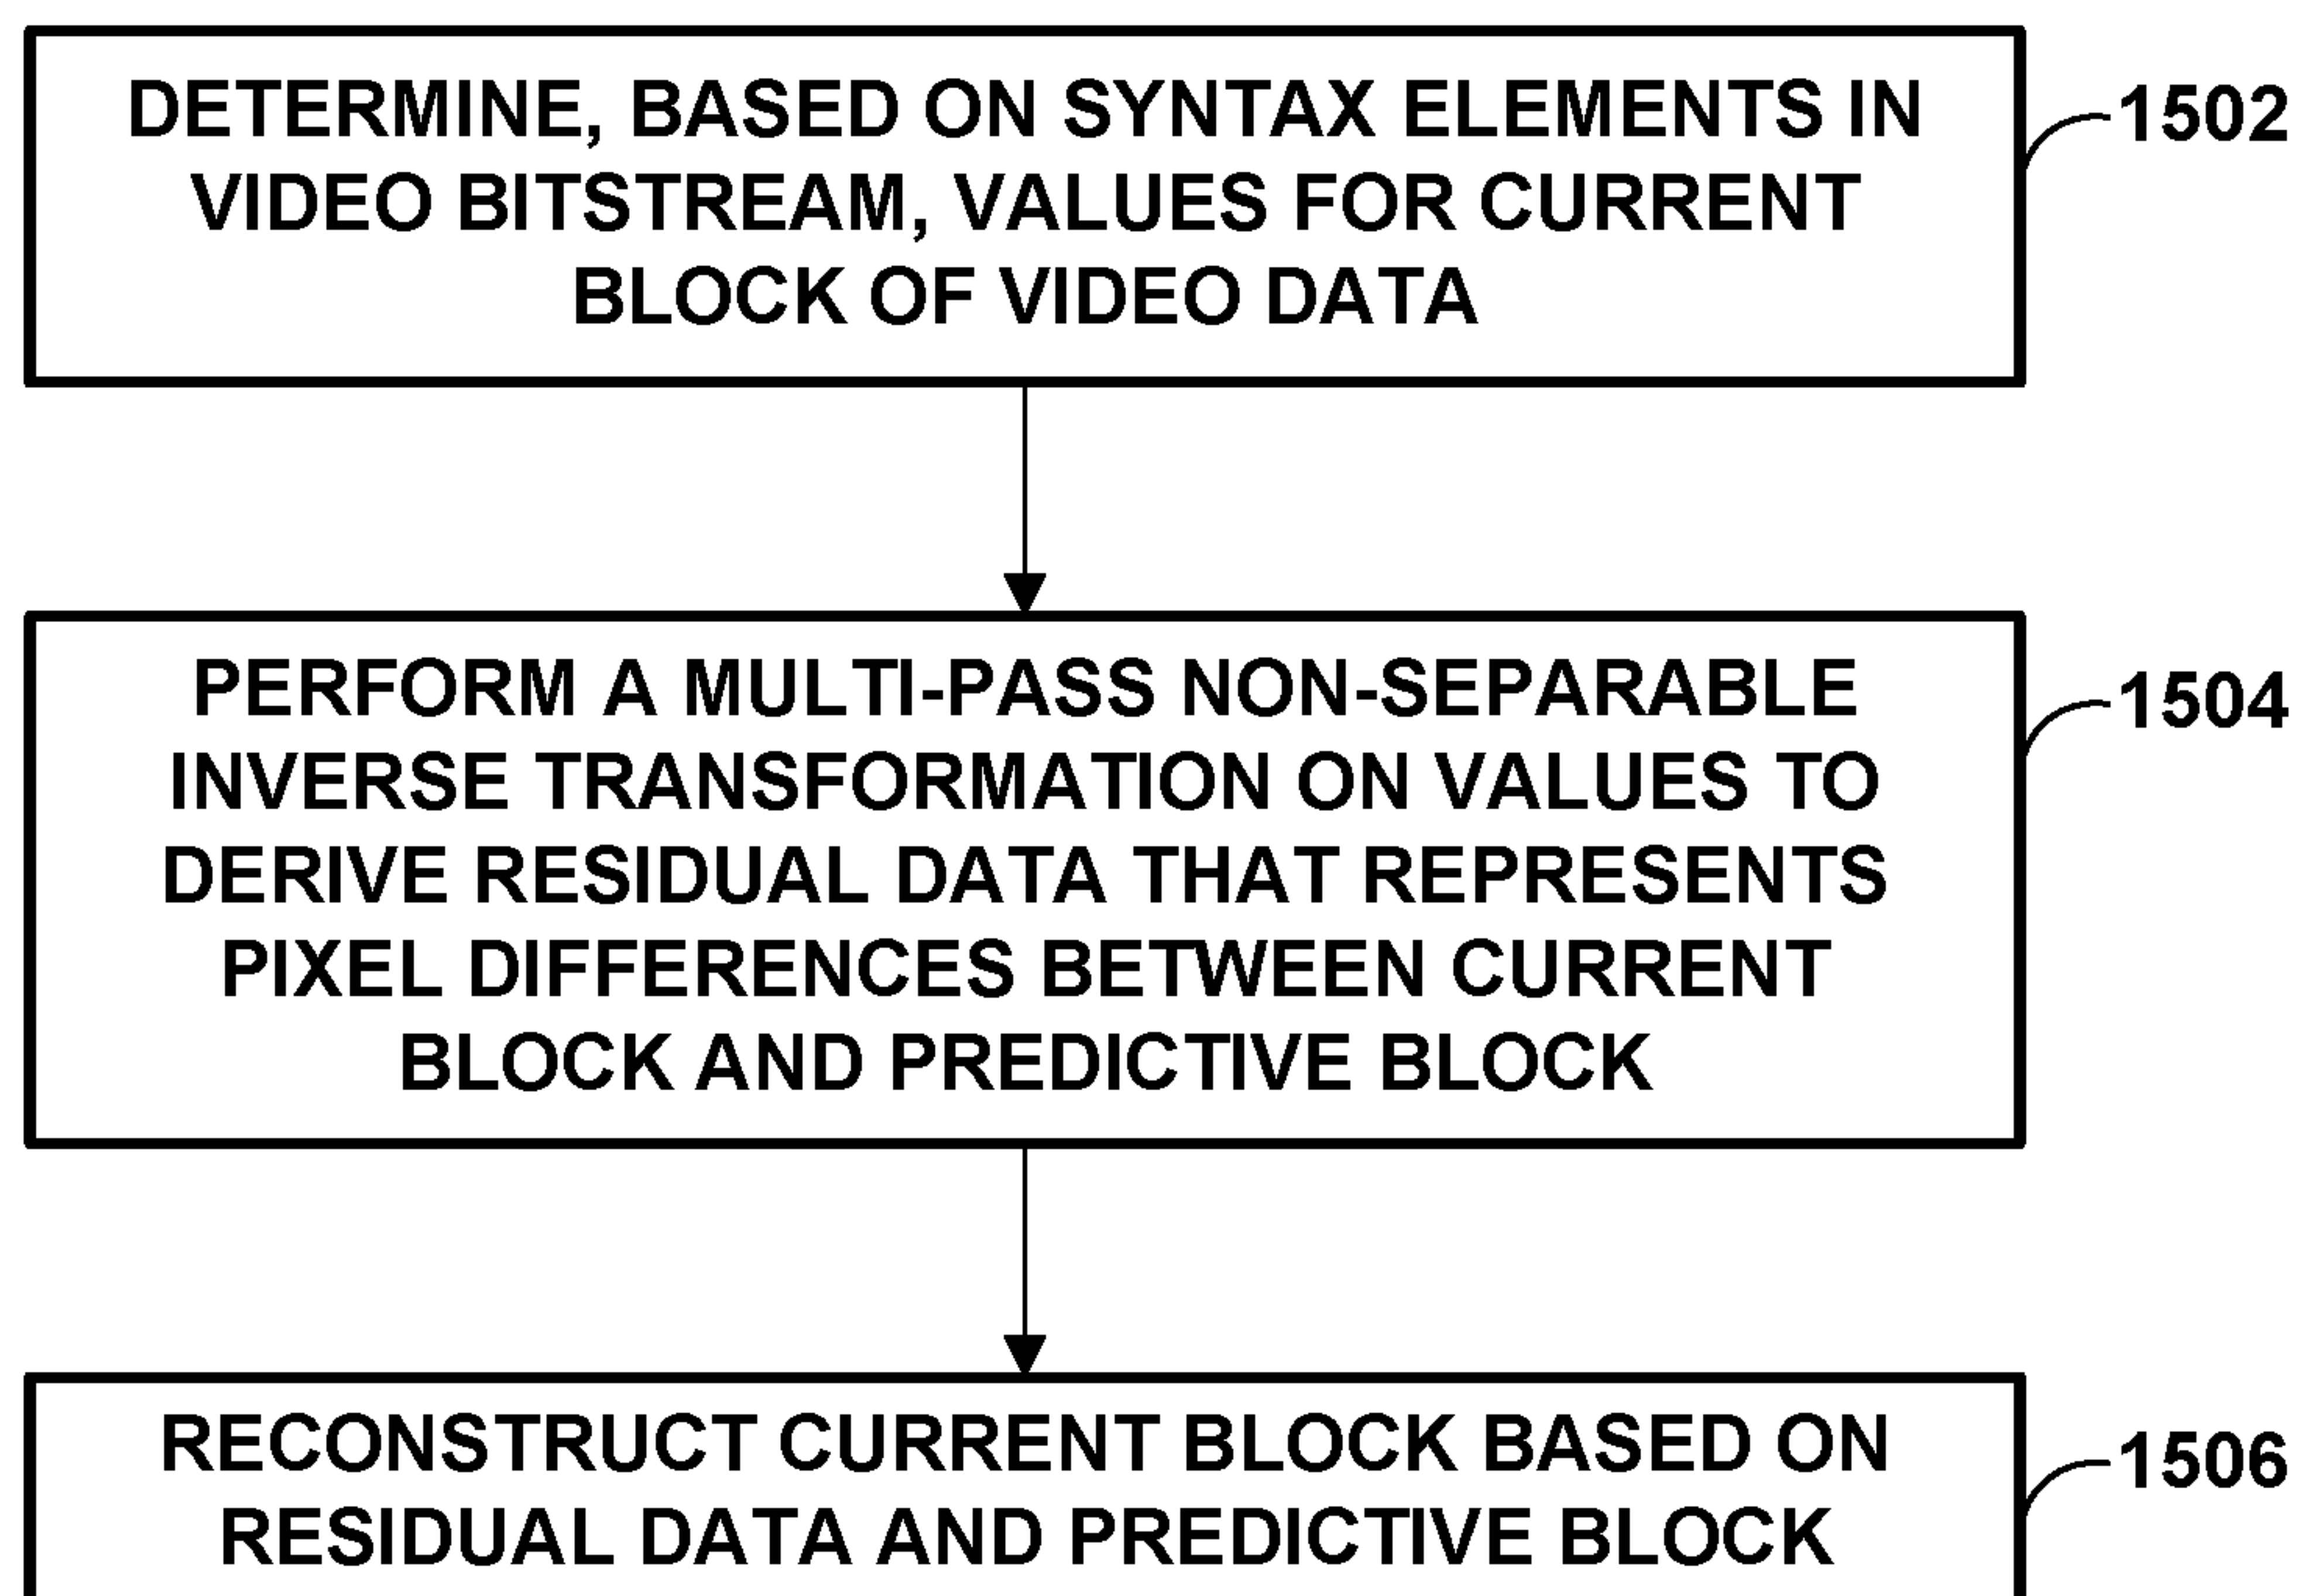 DETERMINE, BASED ON SYNTAX ELEMENTS IN
VIDEO BITSTREAM, VALUES FOR CURRENT
BLOCK OF VIDEO DATA
1502
PERFORM A MULTI-PASS NON-SEPARABLE
INVERSE TRANSFORMATION ON VALUES TO
DERIVE RESIDUAL DATA THAT REPRESENTS
PIXEL DIFFERENCES BETWEEN CURRENT
BLOCK AND PREDICTIVE BLOCK
1504
RECONSTRUCT CURRENT BLOCK BASED ON
RESIDUAL DATA AND PREDICTIVE BLOCK
1506